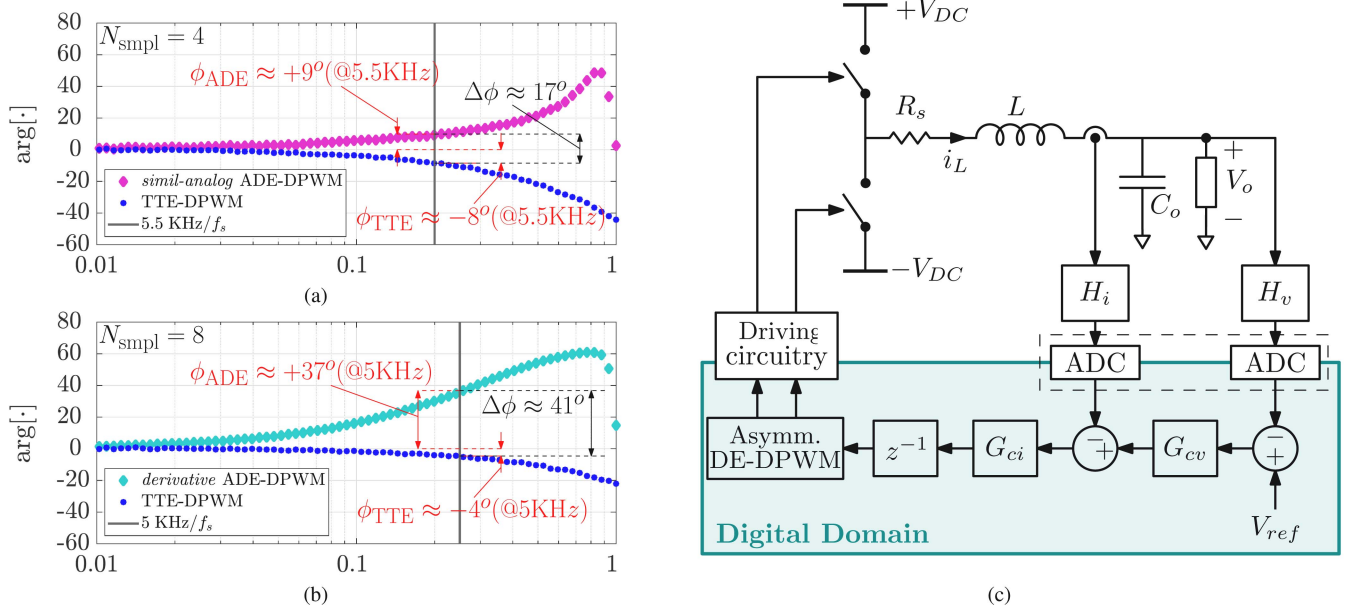 80
60
40
20
0
-20
-40
-60
arg[·]
N_smpl = 4
ϕ_ADE ≈ +9°(@5.5KHz)
Δϕ ≈ 17°
simil-analog ADE-DPWM
TTE-DPWM
5.5 KHz/f_s
ϕ_TTE ≈ −8°(@5.5KHz)
0.01
0.1
1
(a)
80
60
40
20
0
-20
-40
-60
arg[·]
N_smpl = 8
ϕ_ADE ≈ +37°(@5KHz)
Δϕ ≈ 41°
derivative ADE-DPWM
TTE-DPWM
5 KHz/f_s
ϕ_TTE ≈ −4°(@5KHz)
0.01
0.1
1
(b)
+V_DC
R_s
L
i_L
C_o
+
V_o
−
−V_DC
H_i
H_v
Driving
circuitry
ADC
ADC
Asymm.
DE-DPWM
z^−1
G_ci
−
+
G_cv
−
+
V_ref
Digital Domain
(c)